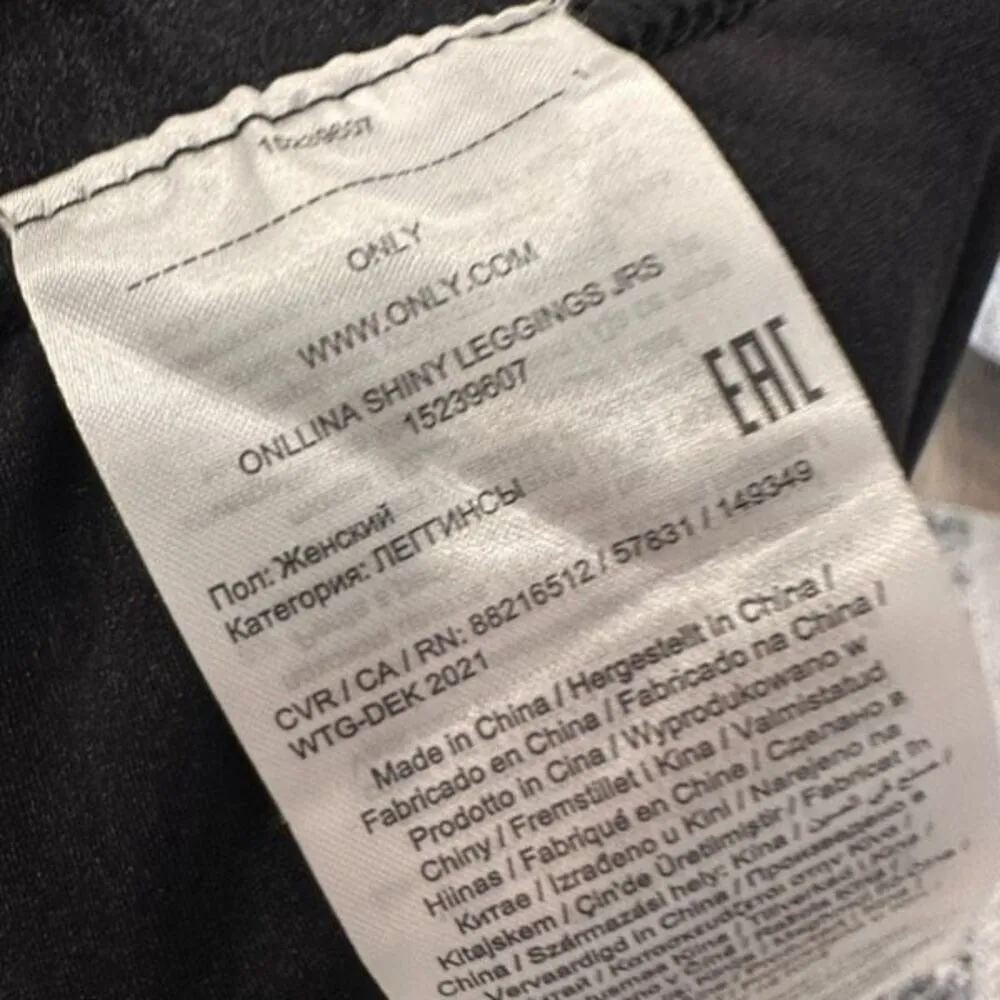 15239607
ONLY
WWW.ONLY.COM
ONLLINA SHINY LEGGINGS JRS
15239607
EAC
Пол: Женский
Категория: ЛЕГГИНСЫ
CVR / CA / RN: 88216512 / 57831 / 149349
WTG-DEK 2021
Made in China / Hergestellt in China /
Fabricado en China / Fabricado na China /
Prodotto in Cina / Wyprodukowano w
Chiny / Fremstillet i Kina / Valmistatud
Hiinas / Fabriqué en Chine / Сделано в
Китае / Izrađeno u Kini / Narejeno na
Kitajskem / Çin'de Üretilmiştir / Fabricat în
China / Származási hely: Kína /
Vervaardigd in China / Произведено в